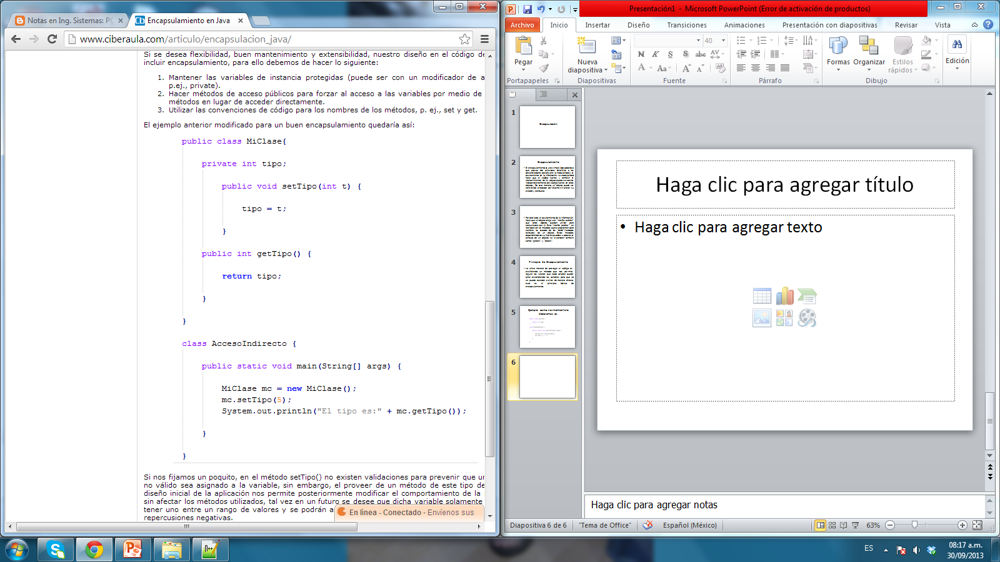 Notas en Ing. Sistemas: PO
Encapsulamiento en Java
www.ciberaula.com/articulo/encapsulacion_java/
Si se desea flexibilidad, buen mantenimiento y extensibilidad, nuestro diseño en el código de
incluir encapsulamiento, para ello debemos de hacer lo siguiente:
1. Mantener las variables de instancia protegidas (puede ser con un modificador de a
p.ej., private).
2. Hacer métodos de acceso públicos para forzar al acceso a las variables por medio de
métodos en lugar de acceder directamente.
3. Utilizar las convenciones de código para los nombres de los métodos, p. ej., set y get.
El ejemplo anterior modificado para un buen encapsulamiento quedaría así:
public class MiClase{
private int tipo;
public void setTipo(int t) {
tipo = t;
}
public int getTipo() {
return tipo;
}
}
class AccesoIndirecto {
public static void main(String[] args) {
MiClase mc = new MiClase();
mc.setTipo(5);
System.out.println("El tipo es:" + mc.getTipo());
}
}
Si nos fijamos un poquito, en el método setTipo() no existen validaciones para prevenir que un
no válido sea asignado a la variable, sin embargo, el proveer de un método de este tipo de
diseño inicial de la aplicación nos permite posteriormente modificar el comportamiento de la
sin afectar los métodos utilizados, tal vez en un futuro se desee que dicha variable solamente
tener uno entre un rango de valores y se podrán a
repercusiones negativas.
En línea - Conectado - Envíenos sus
Presentación1 - Microsoft PowerPoint (Error de activación de productos)
Archivo Inicio Insertar Diseño Transiciones Animaciones Presentación con diapositivas Revisar Vista
Pegar
Portapapeles
Nueva
diapositiva
Diapositivas
40
N K S S abc AV
A Aa A A
Fuente
Párrafo
Formas Organizar Estilos
rápidos
Dibujo
Edición
1
Encapsulación
2
Encapsulamiento
3
4
Principio de Encapsulamiento
5
6
Haga clic para agregar título
• Haga clic para agregar texto
Haga clic para agregar notas
Diapositiva 6 de 6 "Tema de Office" Español (México) 63%
ES
08:17 a.m.
30/09/2013